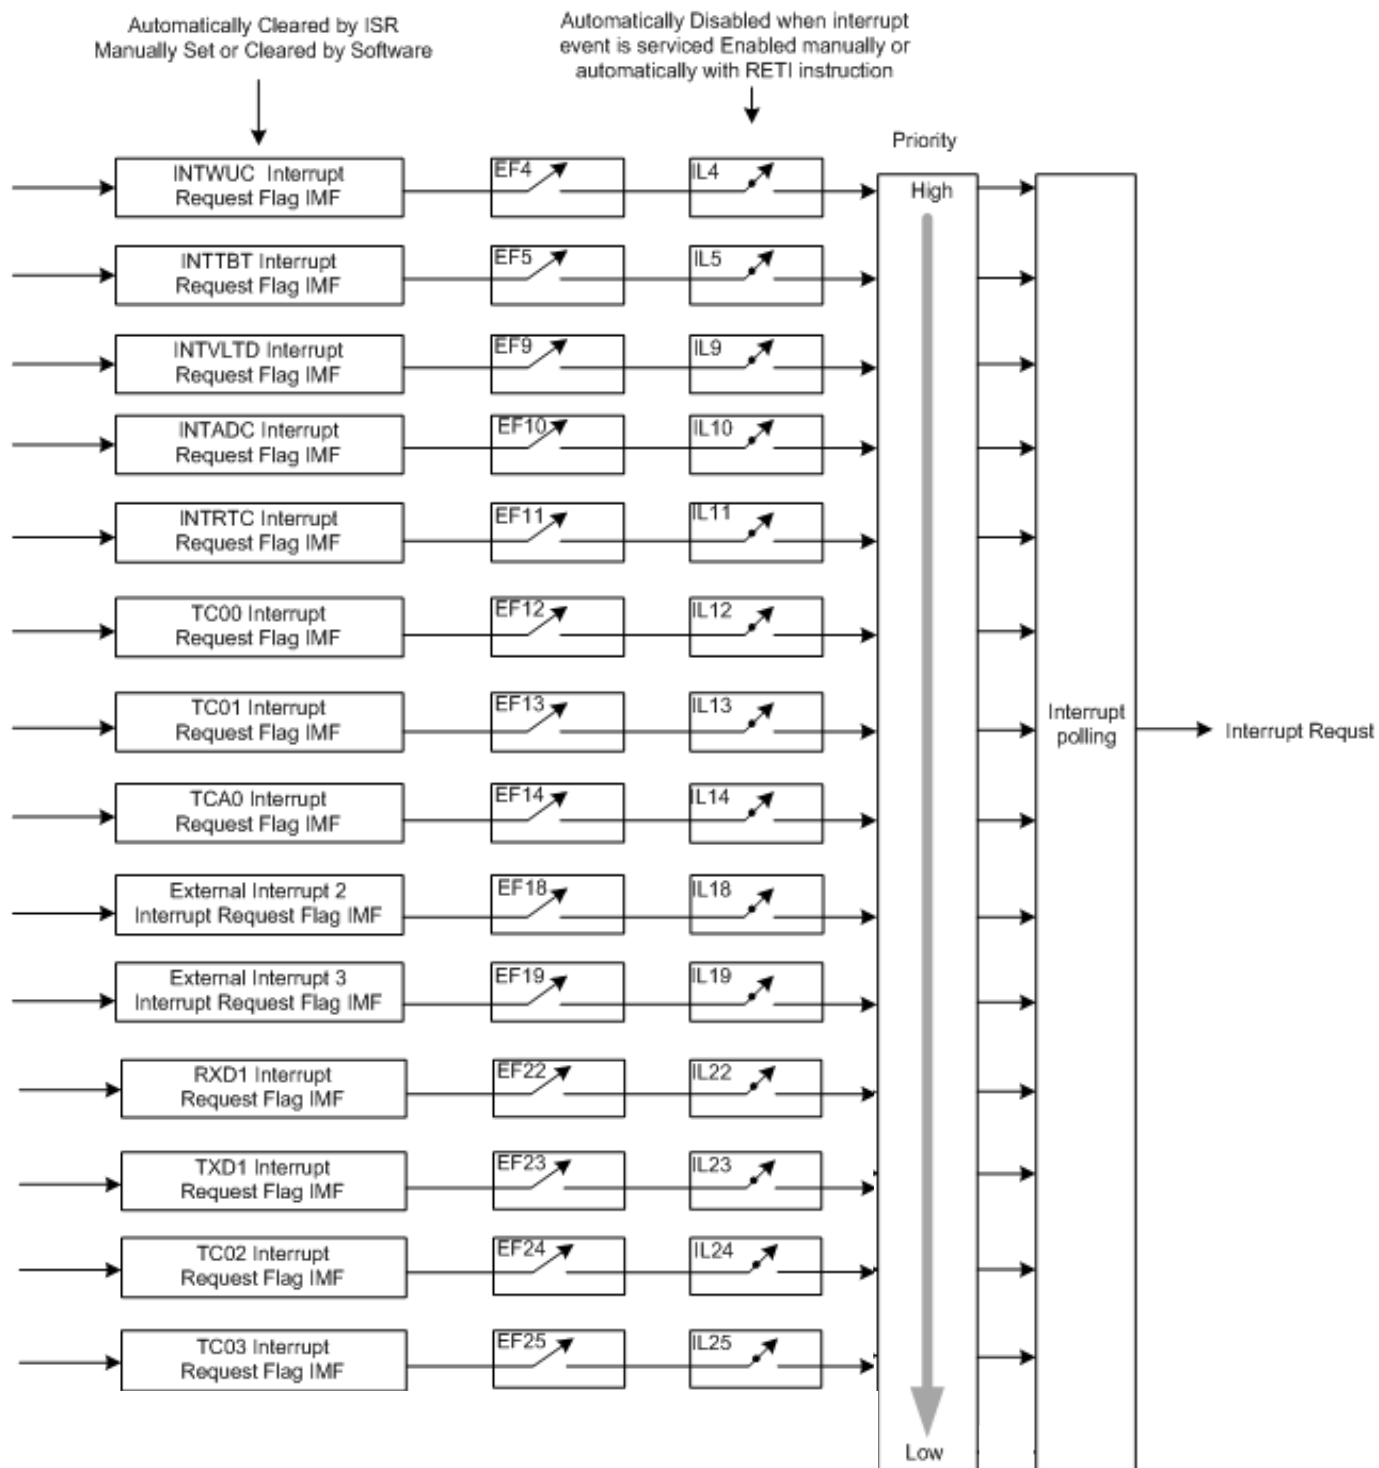 Automatically Cleared by ISR
Manually Set or Cleared by Software
Automatically Disabled when interrupt
event is serviced Enabled manually or
automatically with RETI instruction
Priority
High
INTWUC Interrupt
Request Flag IMF
EF4
IL4
INTTBT Interrupt
Request Flag IMF
EF5
IL5
INTVLTD Interrupt
Request Flag IMF
EF9
IL9
INTADC Interrupt
Request Flag IMF
EF10
IL10
INTRTC Interrupt
Request Flag IMF
EF11
IL11
TC00 Interrupt
Request Flag IMF
EF12
IL12
TC01 Interrupt
Request Flag IMF
EF13
IL13
Interrupt
polling
Interrupt Requst
TCA0 Interrupt
Request Flag IMF
EF14
IL14
External Interrupt 2
Interrupt Request Flag IMF
EF18
IL18
External Interrupt 3
Interrupt Request Flag IMF
EF19
IL19
RXD1 Interrupt
Request Flag IMF
EF22
IL22
TXD1 Interrupt
Request Flag IMF
EF23
IL23
TC02 Interrupt
Request Flag IMF
EF24
IL24
TC03 Interrupt
Request Flag IMF
EF25
IL25
Low